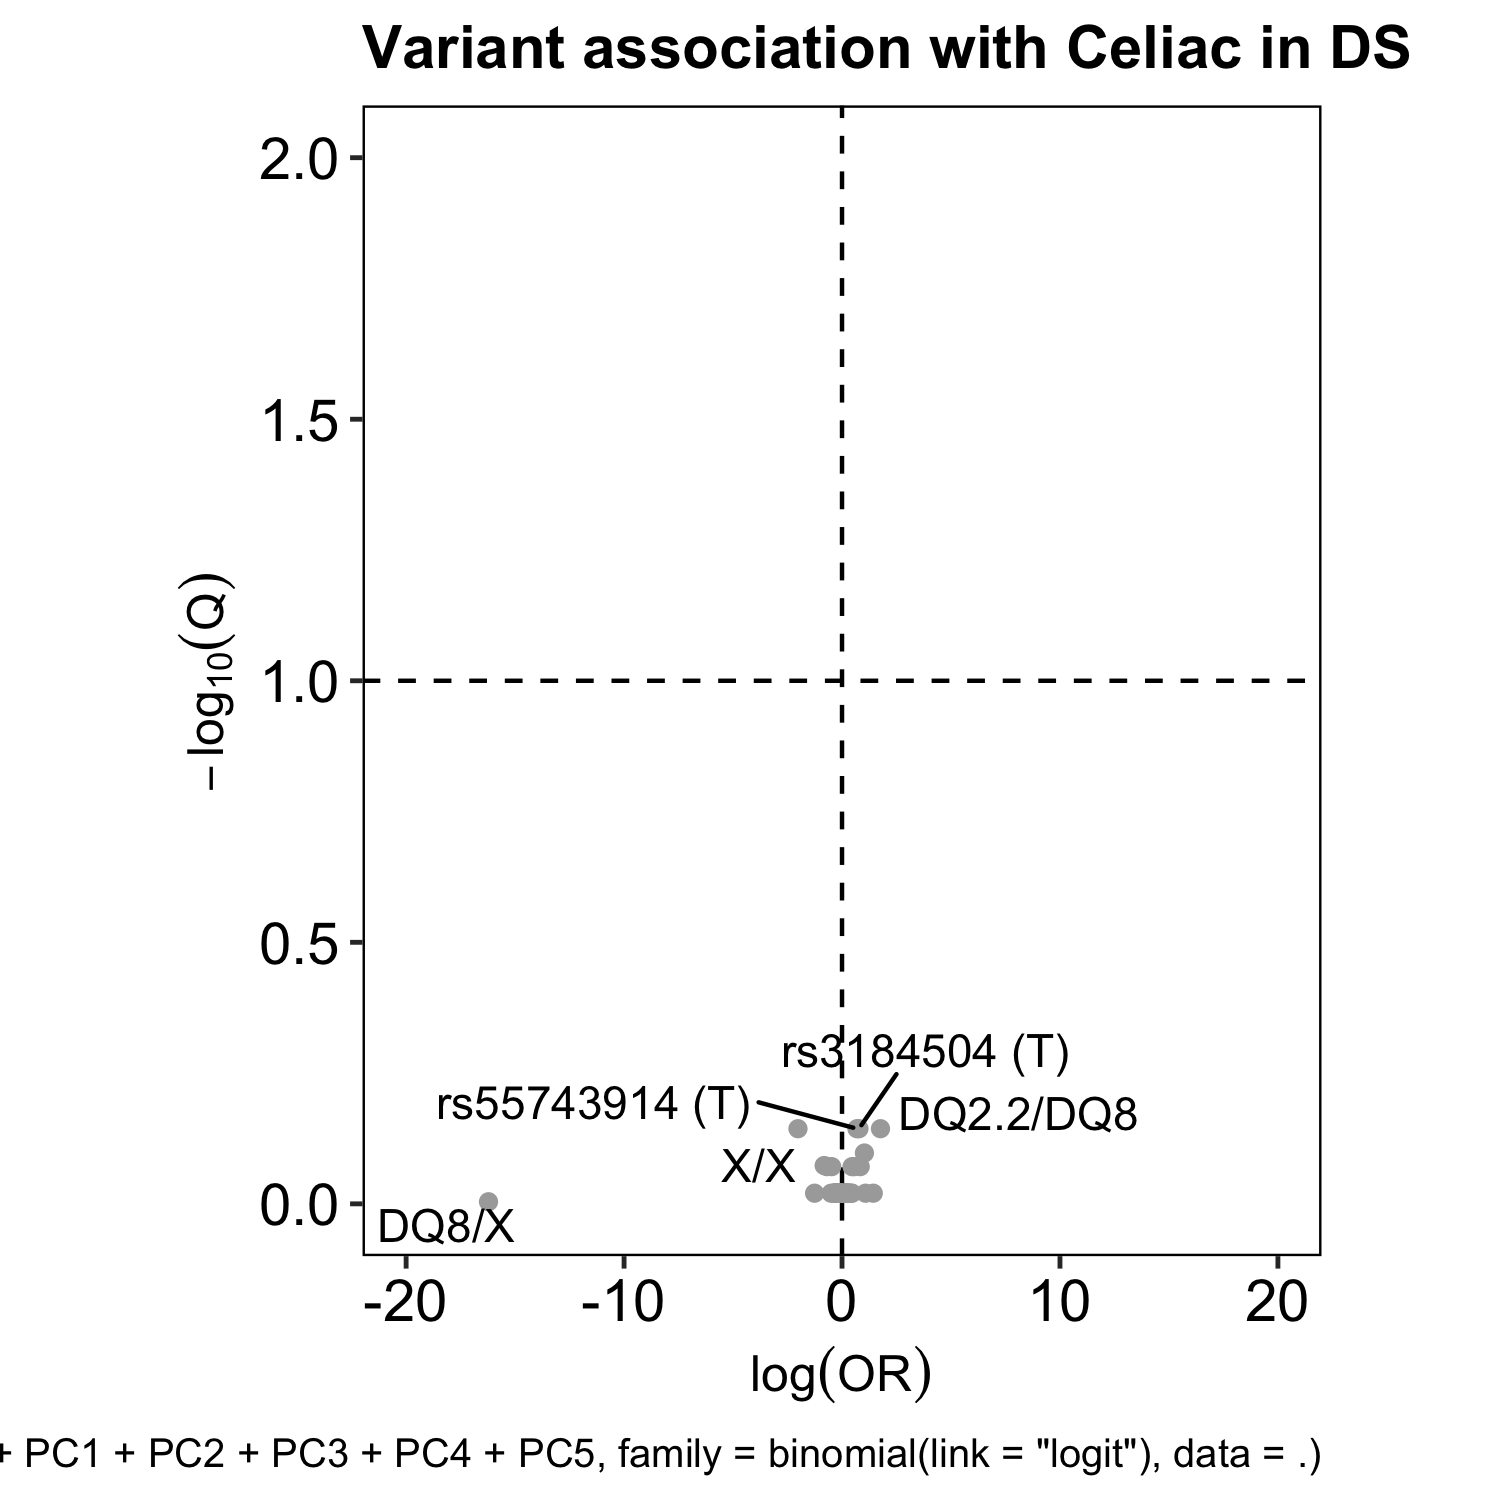 Variant association with Celiac in DS
2.0
1.5
1.0
0.5
0.0
−log10(Q)
rs3184504 (T)
rs55743914 (T)
DQ2.2/DQ8
X/X
DQ8/X
-20 -10 0 10 20
log(OR)
+ PC1 + PC2 + PC3 + PC4 + PC5, family = binomial(link = "logit"), data = .)